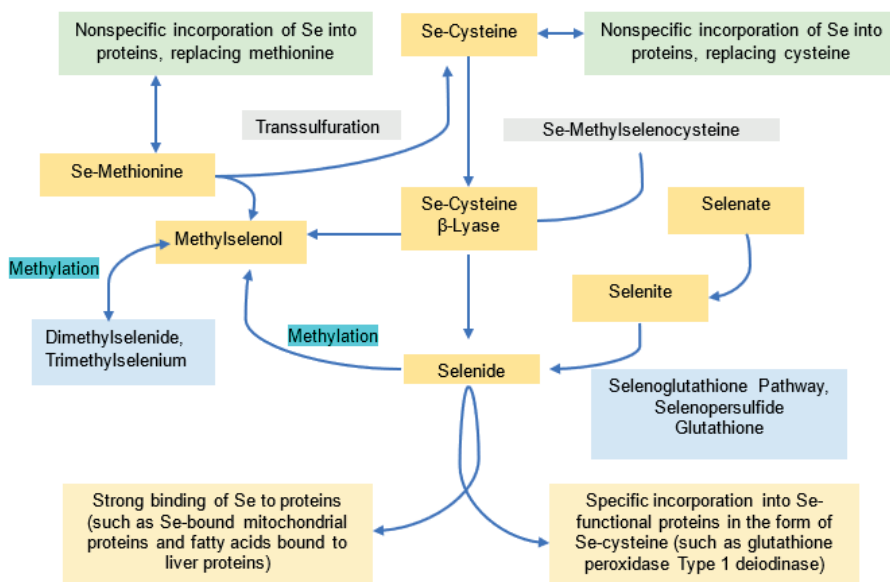 Nonspecific incorporation of Se into
proteins, replacing methionine
Se-Cysteine
Nonspecific incorporation of Se into
proteins, replacing cysteine
Transsulfuration
Se-Methylselenocysteine
Se-Methionine
Se-Cysteine
β-Lyase
Selenate
Methylselenol
Methylation
Selenite
Dimethylselenide,
Trimethylselenium
Methylation
Selenide
Selenoglutathione Pathway,
Selenopersulfide
Glutathione
Strong binding of Se to proteins
(such as Se-bound mitochondrial
proteins and fatty acids bound to
liver proteins)
Specific incorporation into Se-
functional proteins in the form of
Se-cysteine (such as glutathione
peroxidase Type 1 deiodinase)